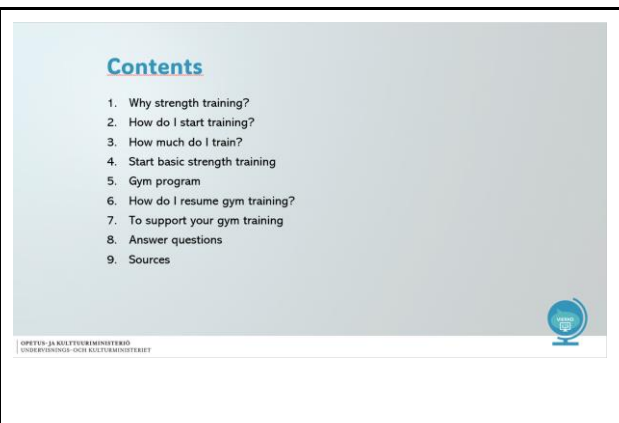 Contents
1. Why strength training?
2. How do I start training?
3. How much do I train?
4. Start basic strength training
5. Gym program
6. How do I resume gym training?
7. To support your gym training
8. Answer questions
9. Sources
OPETUS- JA KULTTUURIMINISTERIÖ
UNDERVISNINGS- OCH KULTURMINISTERIET